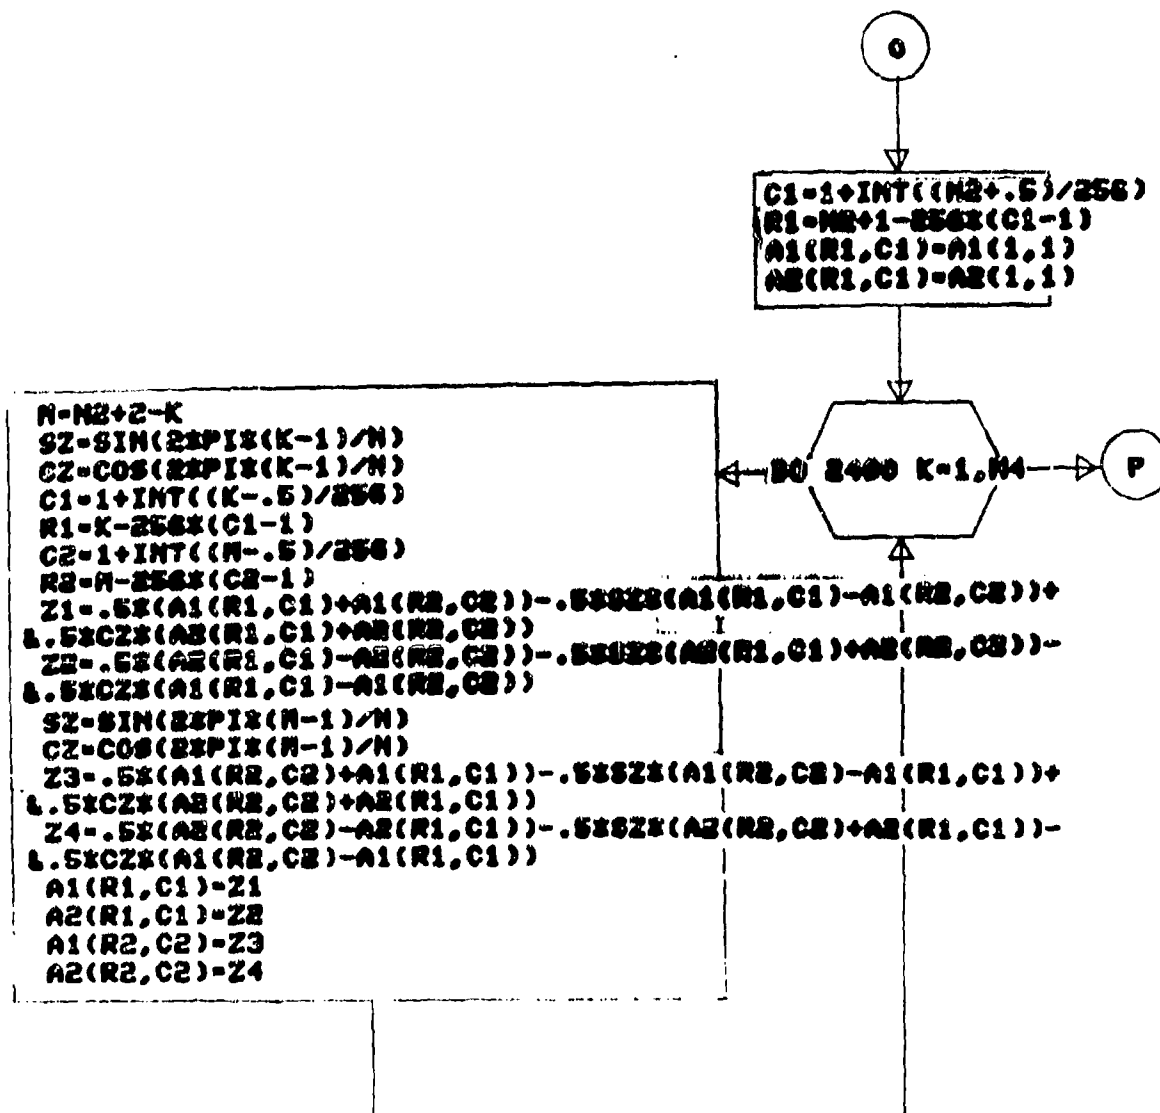 O
C1=1+INT((N2+.5)/256)
R1=N2+1-256*(C1-1)
A1(R1,C1)=A1(1,1)
A2(R1,C1)=A2(1,1)
DO 2400 K=1,N4
P
M=N2+2-K
SZ=SIN(2*PI*(K-1)/N)
CZ=COS(2*PI*(K-1)/N)
C1=1+INT((K-.5)/256)
R1=K-256*(C1-1)
C2=1+INT((M-.5)/256)
R2=M-256*(C2-1)
Z1=.5*(A1(R1,C1)+A1(R2,C2))-.5*SZ*(A1(R1,C1)-A1(R2,C2))+
&.5*CZ*(A2(R1,C1)+A2(R2,C2))
Z2=.5*(A2(R1,C1)-A2(R2,C2))-.5*SZ*(A2(R1,C1)+A2(R2,C2))-
&.5*CZ*(A1(R1,C1)-A1(R2,C2))
SZ=SIN(2*PI*(M-1)/N)
CZ=COS(2*PI*(M-1)/N)
Z3=.5*(A1(R2,C2)+A1(R1,C1))-.5*SZ*(A1(R2,C2)-A1(R1,C1))+
&.5*CZ*(A2(R2,C2)+A2(R1,C1))
Z4=.5*(A2(R2,C2)-A2(R1,C1))-.5*SZ*(A2(R2,C2)+A2(R1,C1))-
&.5*CZ*(A1(R2,C2)-A1(R1,C1))
A1(R1,C1)=Z1
A2(R1,C1)=Z2
A1(R2,C2)=Z3
A2(R2,C2)=Z4